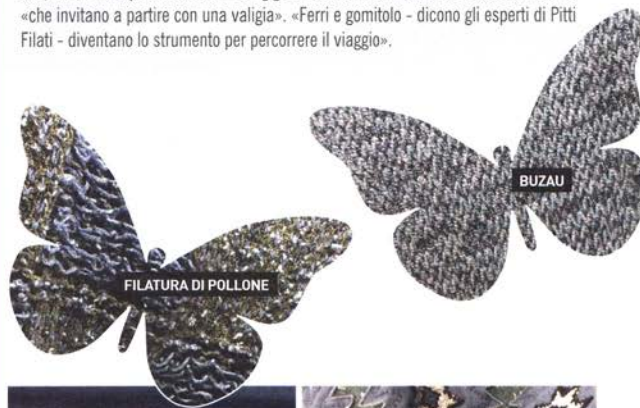 «che invitano a partire con una valigia». «Ferri e gomitolo - dicono gli esperti di Pitti
Filati - diventano lo strumento per percorrere il viaggio».
BUZAU
FILATURA DI POLLONE